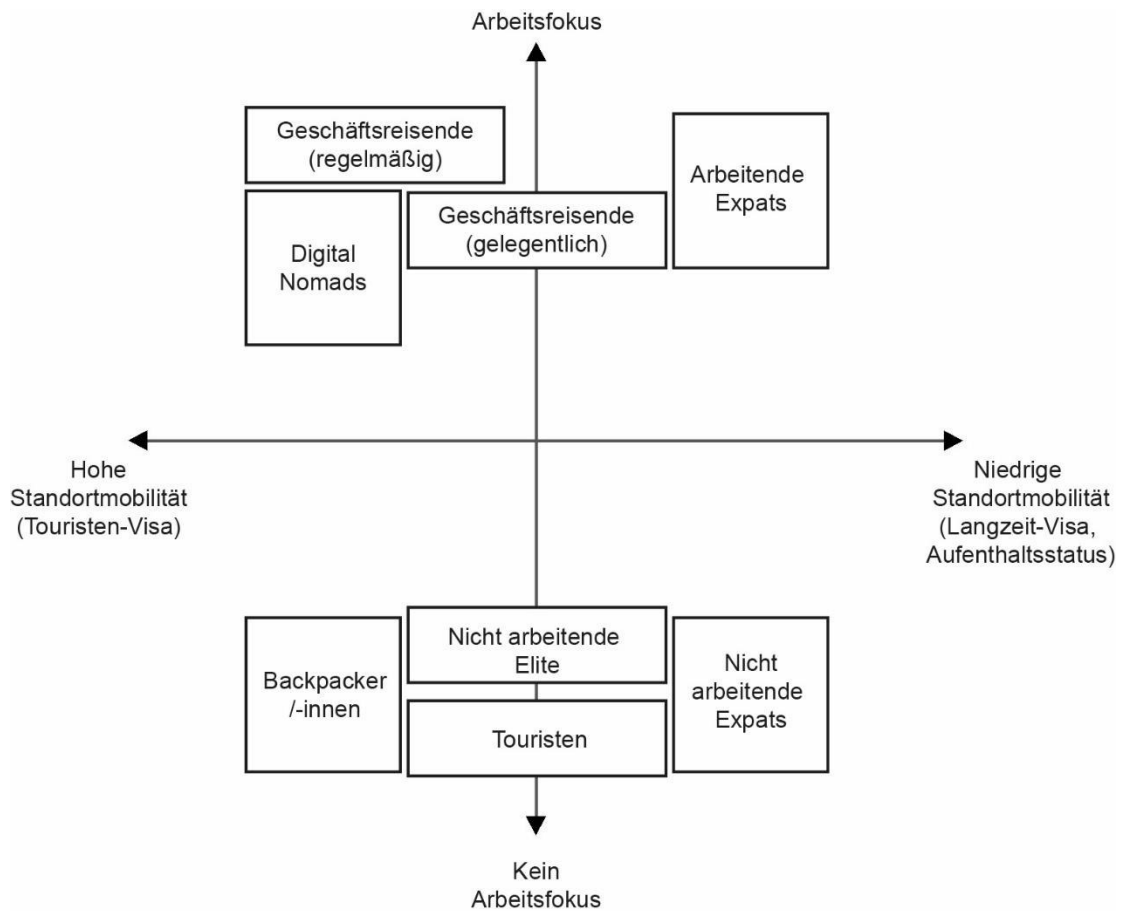 Arbeitsfokus
Geschäftsreisende
(regelmäßig)
Arbeitende
Expats
Geschäftsreisende
(gelegentlich)
Digital
Nomads
Hohe
Standortmobilität
(Touristen-Visa)
Niedrige
Standortmobilität
(Langzeit-Visa,
Aufenthaltsstatus)
Nicht arbeitende
Elite
Backpacker
/-innen
Nicht
arbeitende
Expats
Touristen
Kein
Arbeitsfokus